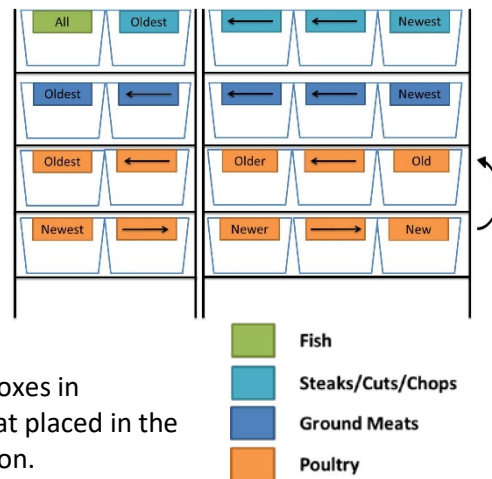 All Oldest Newest
Oldest Newest
Oldest Older Old
Newest Newer New
Fish
Steaks/Cuts/Chops
Ground Meats
Poultry
oxes in
at placed in the
on.